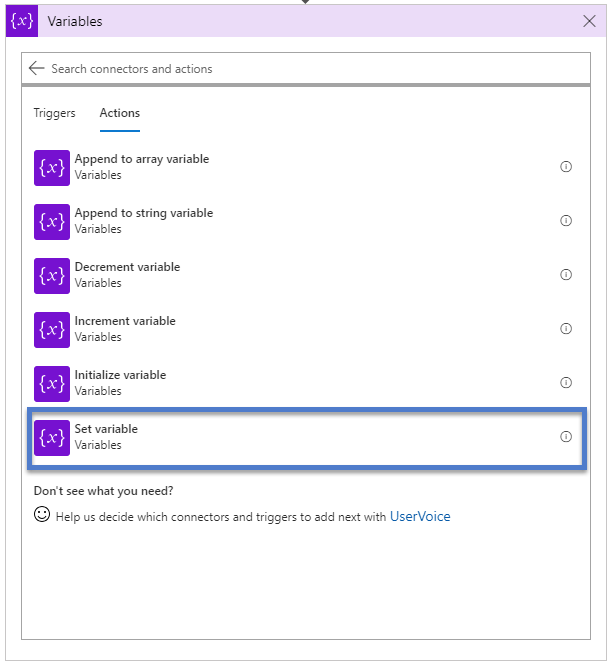 {x} Variables
Search connectors and actions
Triggers Actions
{x} Append to array variable
Variables
{x} Append to string variable
Variables
{x} Decrement variable
Variables
{x} Increment variable
Variables
{x} Initialize variable
Variables
{x} Set variable
Variables
Don't see what you need?
Help us decide which connectors and triggers to add next with UserVoice